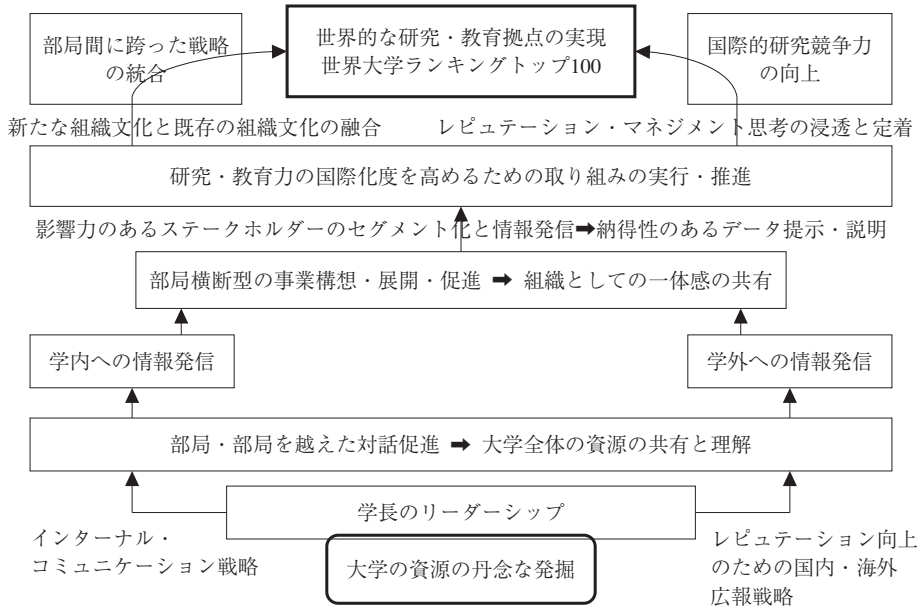 部局間に跨った戦略
の統合
世界的な研究・教育拠点の実現
世界大学ランキングトップ100
国際的研究競争力
の向上
新たな組織文化と既存の組織文化の融合
レピュテーション・マネジメント思考の浸透と定着
研究・教育力の国際化度を高めるための取り組みの実行・推進
影響力のあるステークホルダーのセグメント化と情報発信➡納得性のあるデータ提示・説明
部局横断型の事業構想・展開・促進 ➡ 組織としての一体感の共有
学内への情報発信
学外への情報発信
部局・部局を越えた対話促進 ➡ 大学全体の資源の共有と理解
学長のリーダーシップ
インターナル・
コミュニケーション戦略
大学の資源の丹念な発掘
レピュテーション向上
のための国内・海外
広報戦略